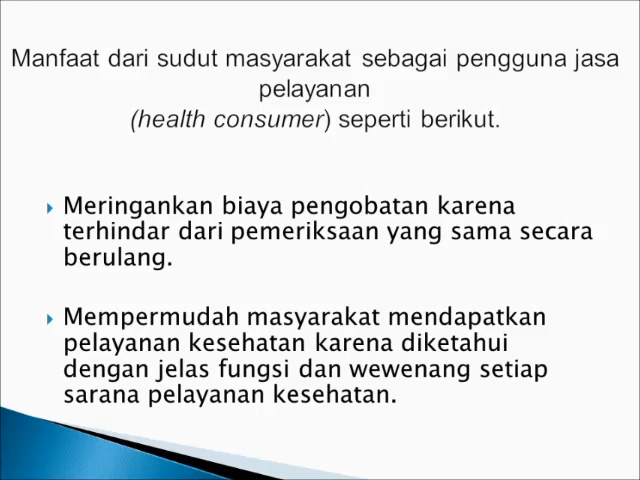 Manfaat dari sudut masyarakat sebagai pengguna jasa
pelayanan
(health consumer) seperti berikut.
Meringankan biaya pengobatan karena
terhindar dari pemeriksaan yang sama secara
berulang.
Mempermudah masyarakat mendapatkan
pelayanan kesehatan karena diketahui
dengan jelas fungsi dan wewenang setiap
sarana pelayanan kesehatan.